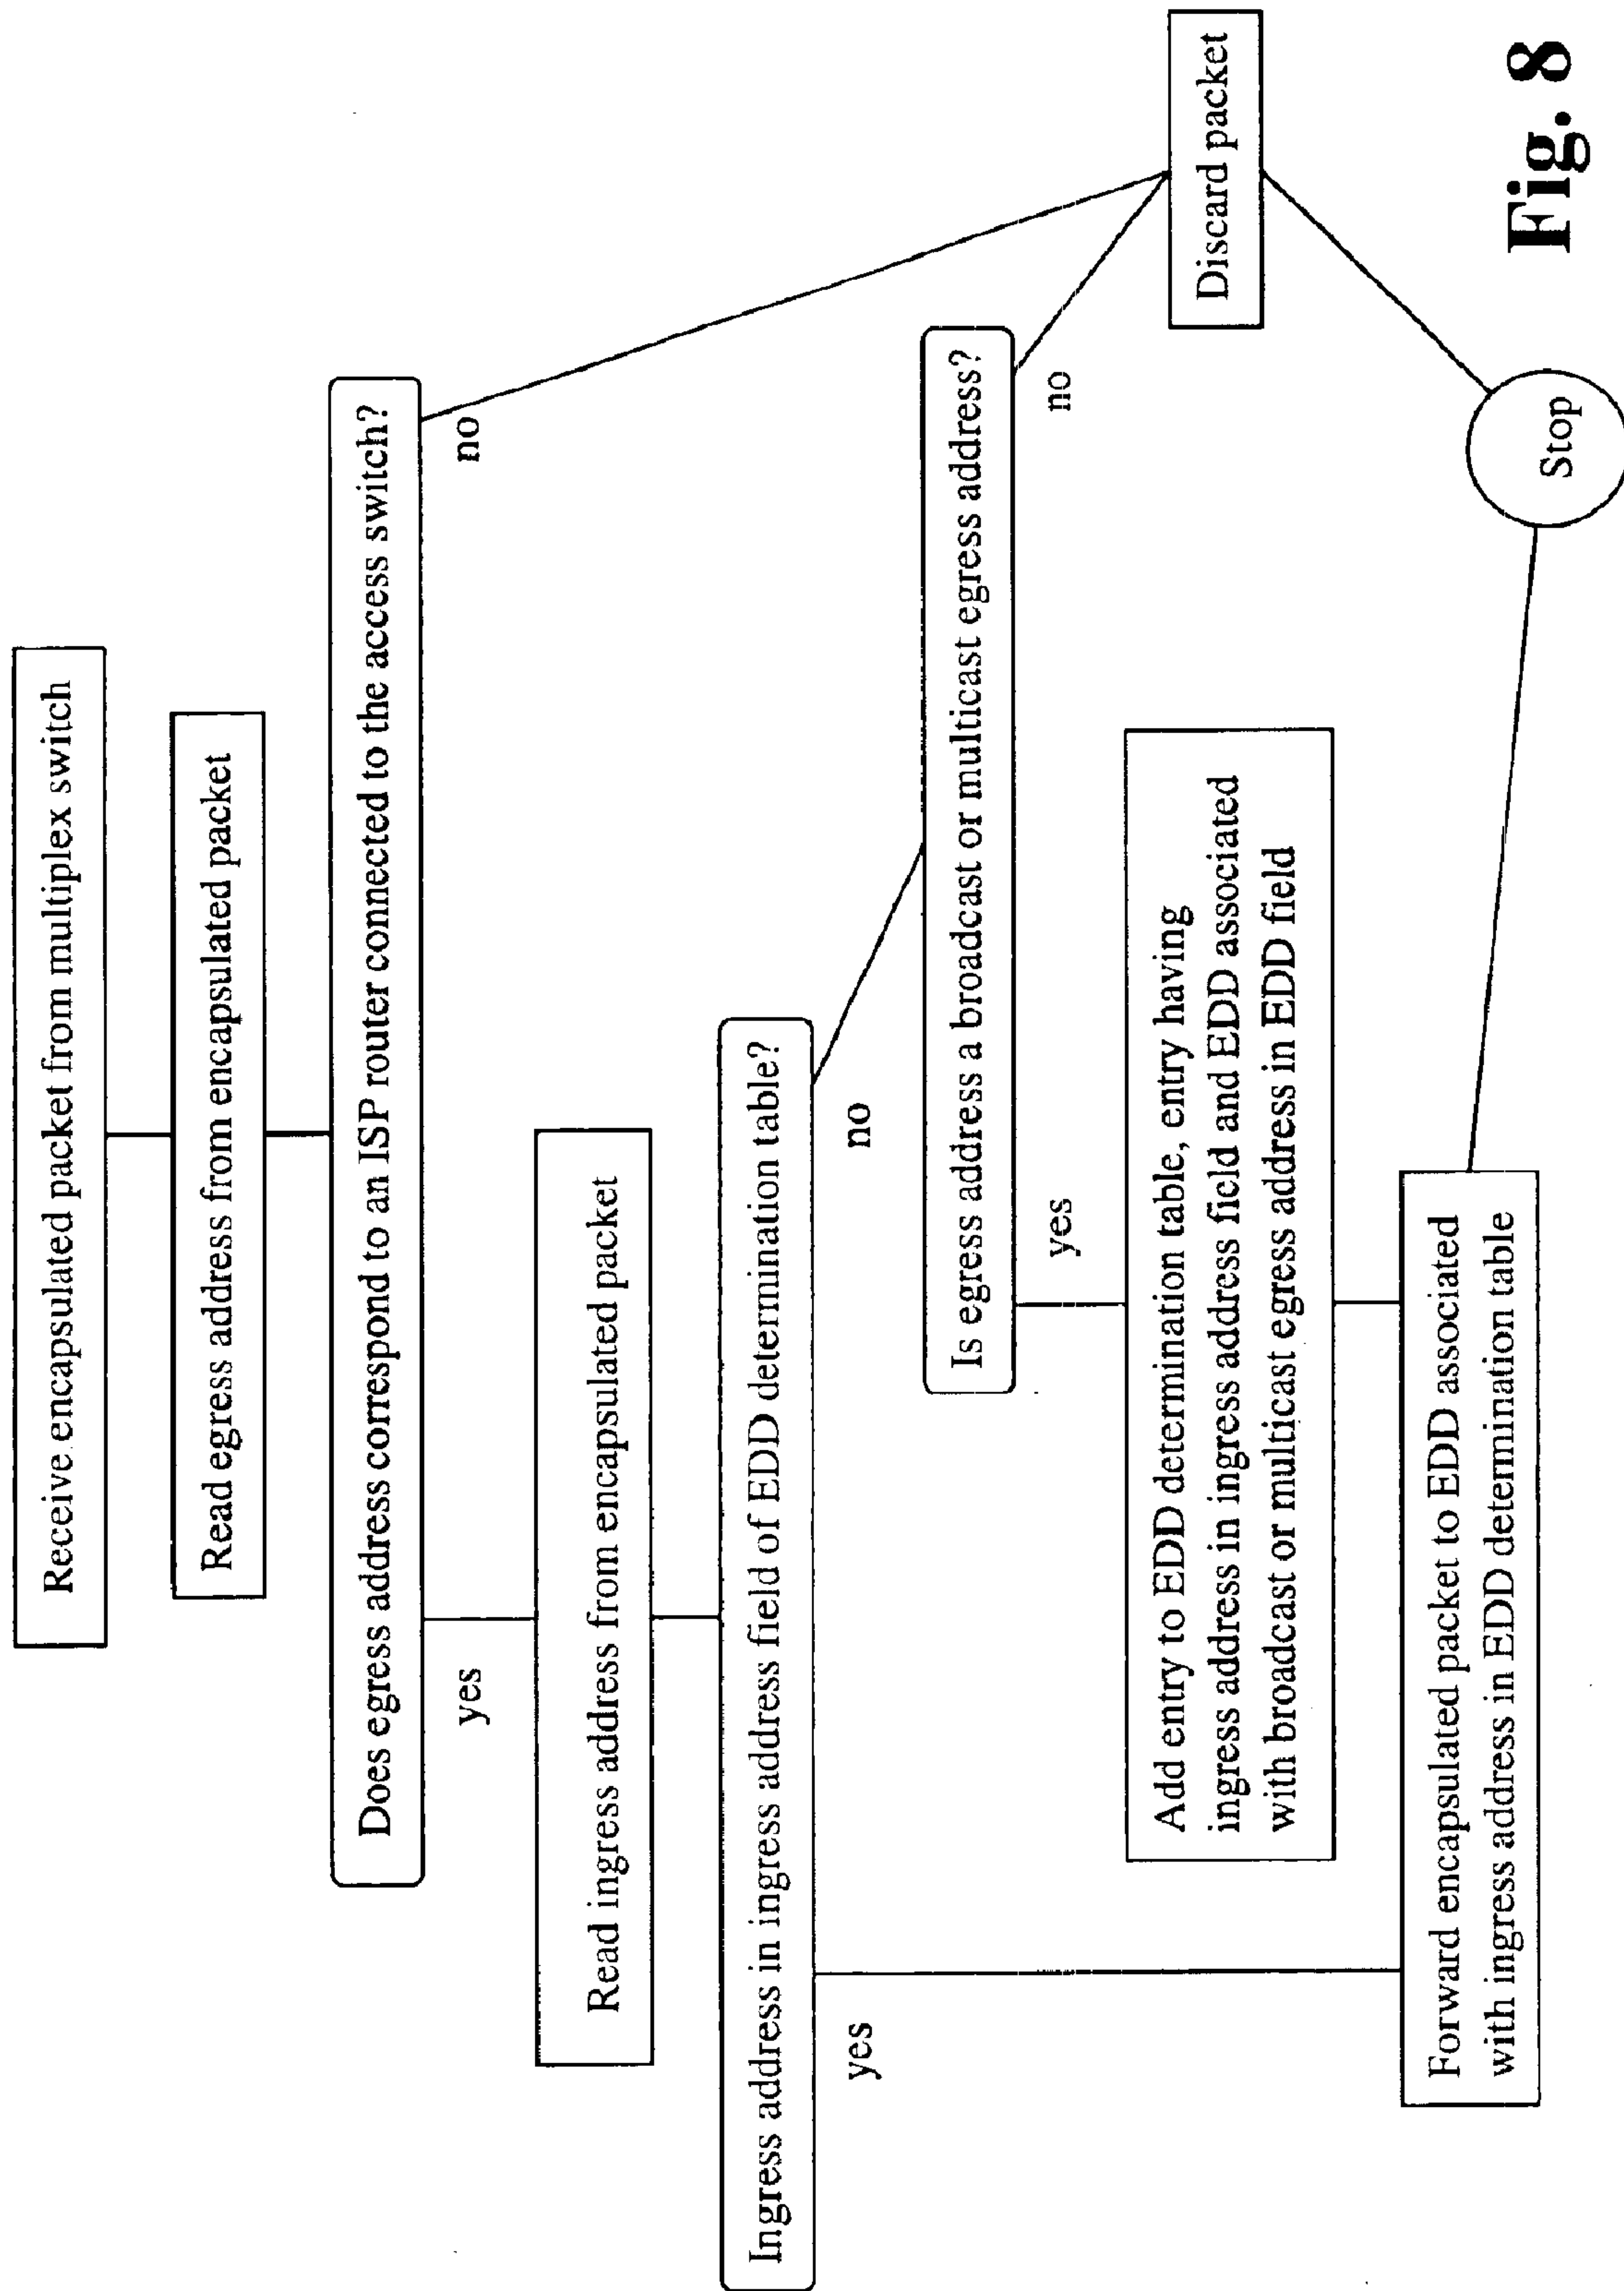 Receive encapsulated packet from multiplex switch
Read egress address from encapsulated packet
Does egress address correspond to an ISP router connected to the access switch?
yes
no
Read ingress address from encapsulated packet
Ingress address in ingress address field of EDD determination table?
yes
no
Is egress address a broadcast or multicast egress address?
yes
no
Add entry to EDD determination table, entry having
ingress address in ingress address field and EDD associated
with broadcast or multicast egress address in EDD field
Discard packet
Forward encapsulated packet to EDD associated
with ingress address in EDD determination table
Stop
Fig. 8